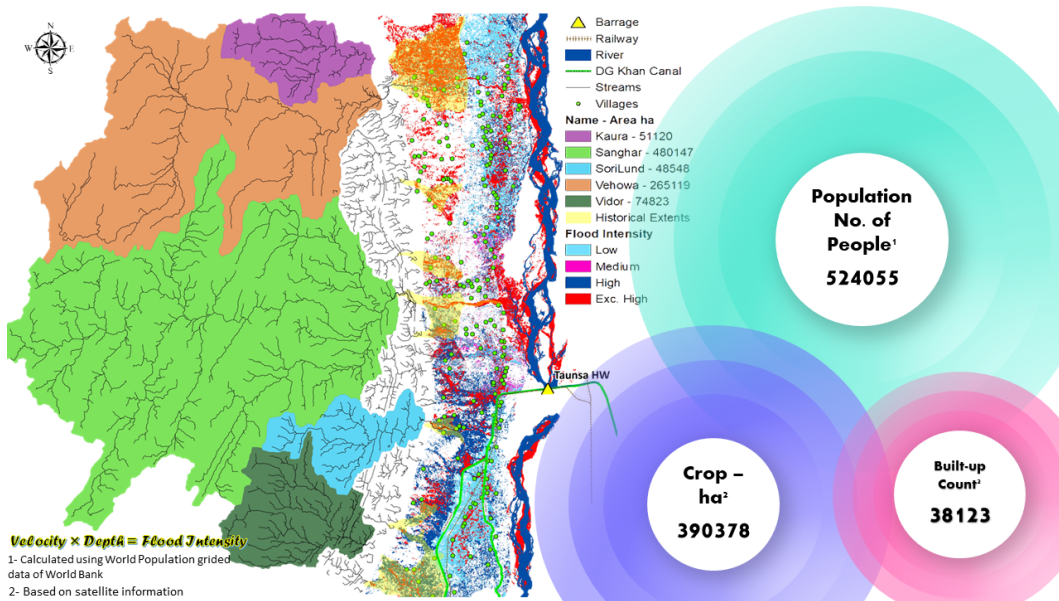 N
W E
S
Barrage
Railway
River
DG Khan Canal
Streams
Villages
Name - Area ha
Kaura - 51120
Sanghar - 480147
SoriLund - 48548
Vehowa - 265119
Vidor - 74823
Historical Extents
Flood Intensity
Low
Medium
High
Exc. High
Taunsa HW
Population
No. of
People¹
524055
Crop –
ha²
390378
Built-up
Count²
38123
Velocity × Depth = Flood Intensity
1- Calculated using World Population grided
data of World Bank
2- Based on satellite information